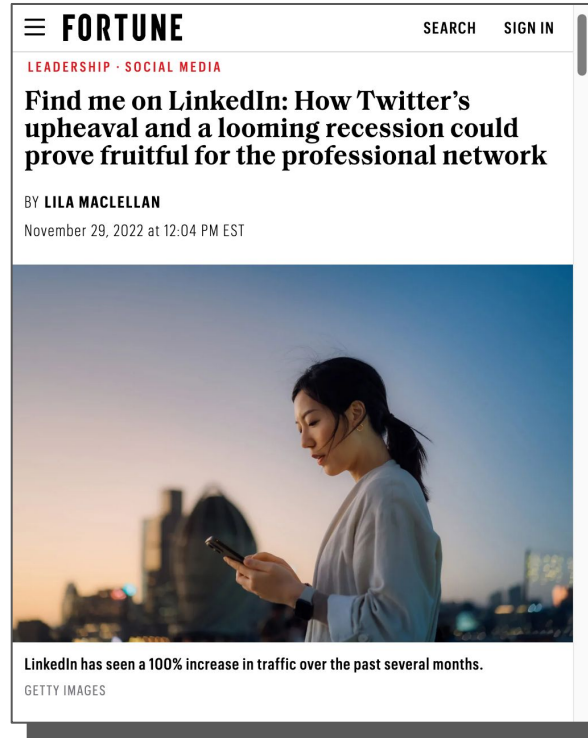 FORTUNE SEARCH SIGN IN
LEADERSHIP · SOCIAL MEDIA
Find me on LinkedIn: How Twitter’s
upheaval and a looming recession could
prove fruitful for the professional network
BY LILA MACLELLAN
November 29, 2022 at 12:04 PM EST
LinkedIn has seen a 100% increase in traffic over the past several months.
GETTY IMAGES